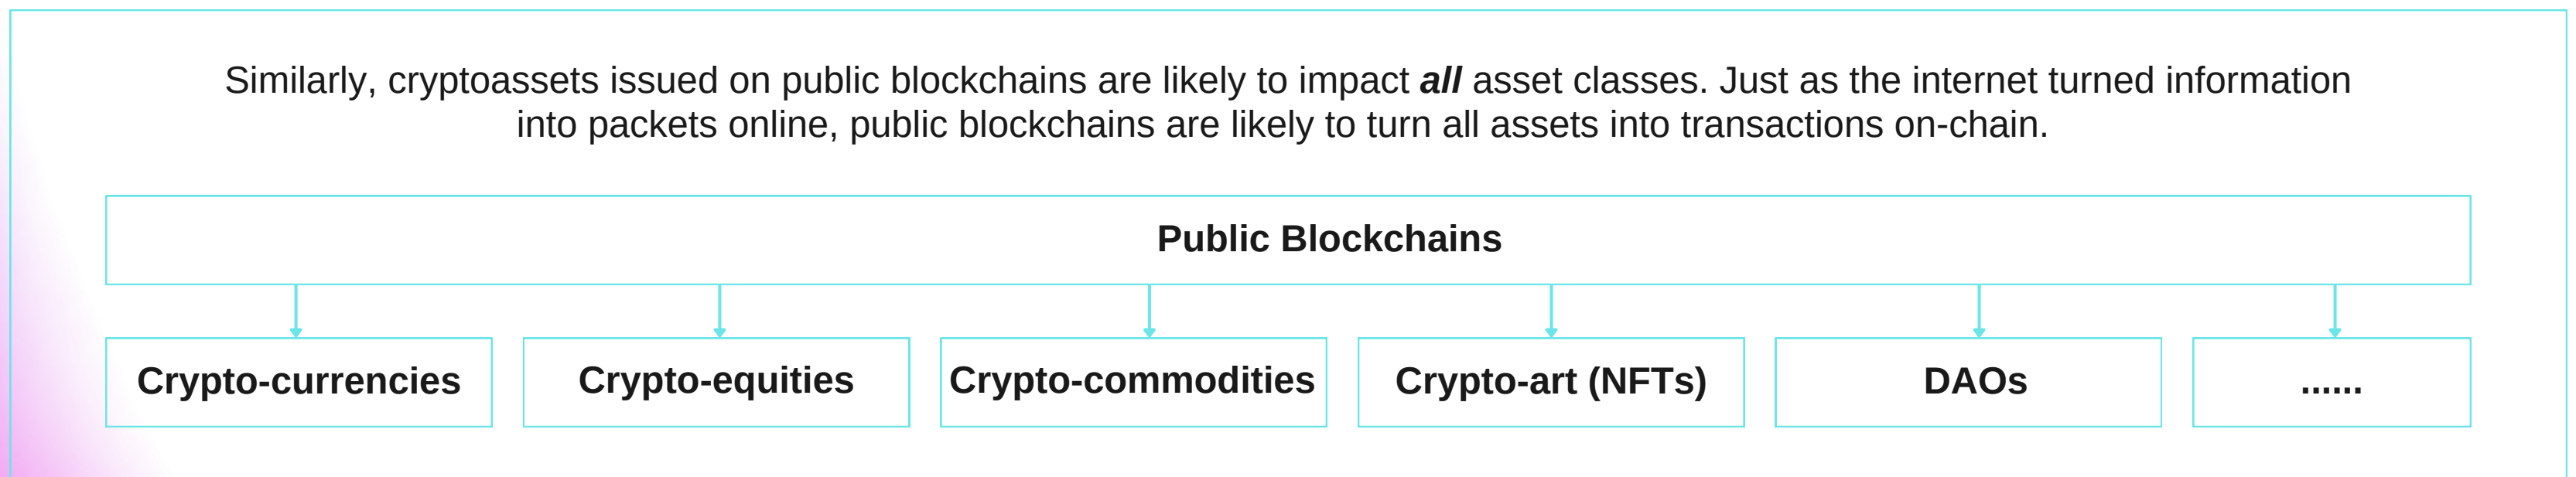 Similarly, cryptoassets issued on public blockchains are likely to impact all asset classes. Just as the internet turned information
into packets online, public blockchains are likely to turn all assets into transactions on-chain.
Public Blockchains
Crypto-currencies
Crypto-equities
Crypto-commodities
Crypto-art (NFTs)
DAOs
......